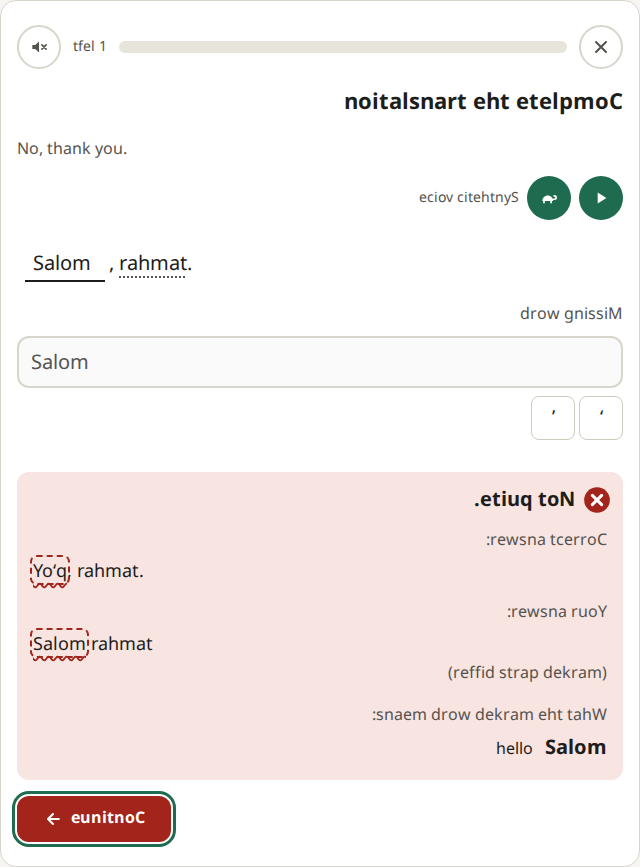 tfel 1
noitalsnart eht etelpmoC
No, thank you.
eciov citehtnyS
Salom , rahmat.
drow gnissiM
Salom
ʼ ʻ
.etiuq toN
:rewsna tcerroC
Yoʻq, rahmat.
:rewsna ruoY
Salom rahmat
(dekram strap reffid)
:snaem drow dekram eht tahW
hello Salom
← eunitnoC